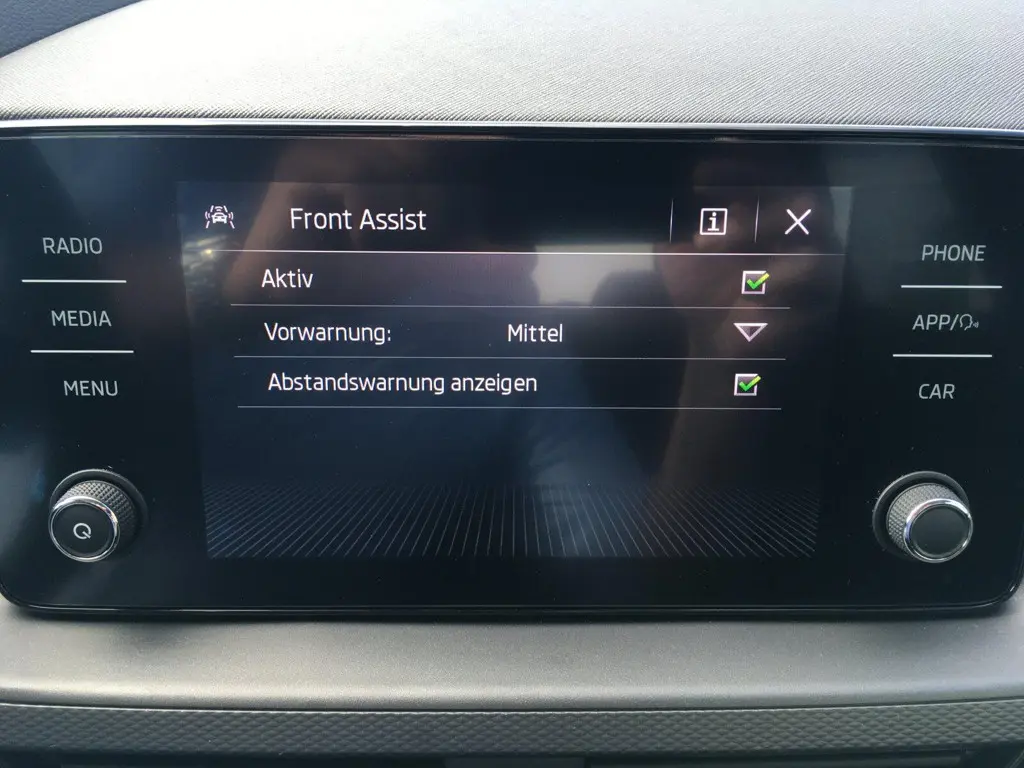 Front Assist
RADIO
Aktiv
PHONE
MEDIA
Vorwarnung: Mittel
APP/
MENU
Abstandswarnung anzeigen
CAR